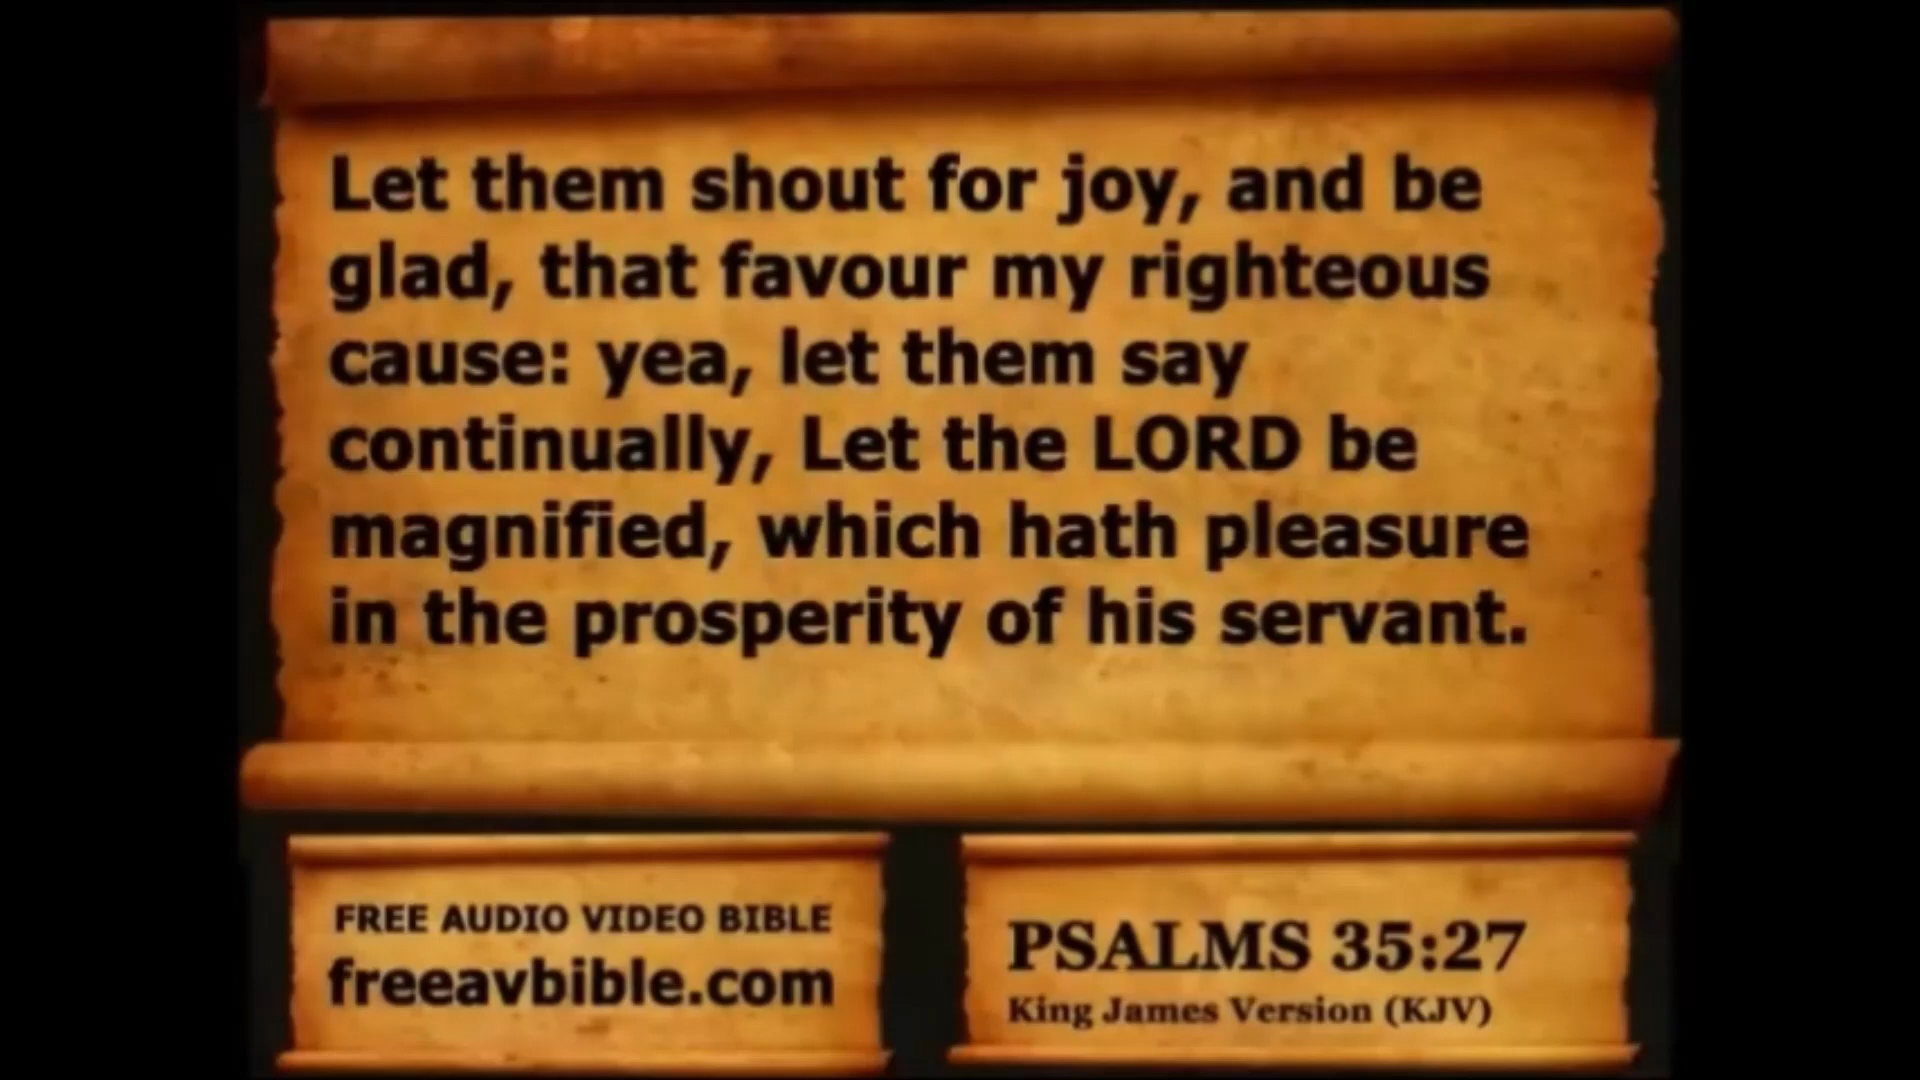 Let them shout for joy, and be
glad, that favour my righteous
cause: yea, let them say
continually, Let the LORD be
magnified, which hath pleasure
in the prosperity of his servant.
FREE AUDIO VIDEO BIBLE
freeavbible.com
PSALMS 35:27
King James Version (KJV)